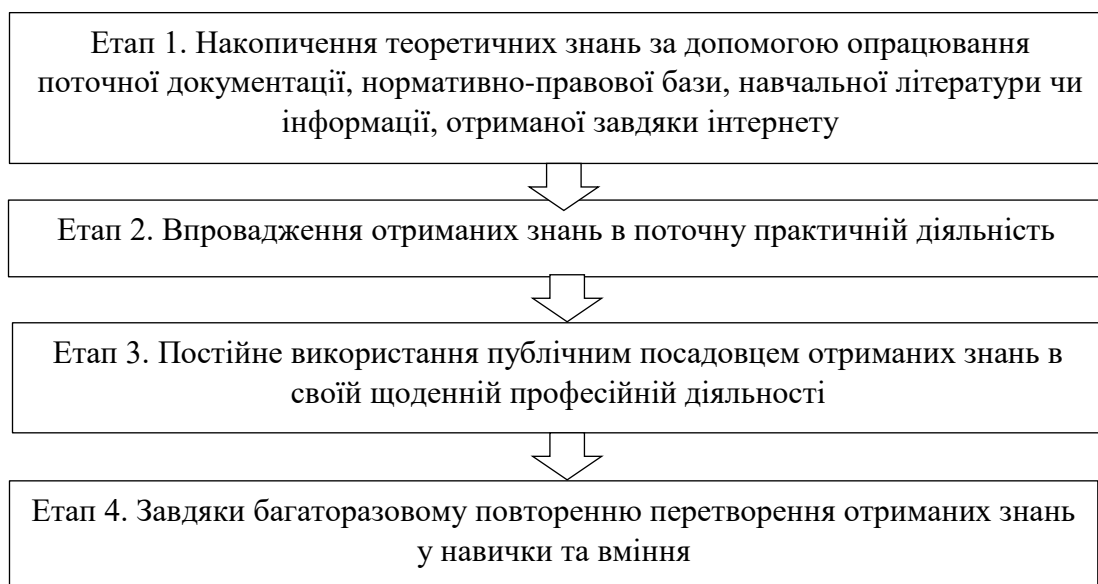 Етап 1. Накопичення теоретичних знань за допомогою опрацювання
поточної документації, нормативно-правової бази, навчальної літератури чи
інформації, отриманої завдяки інтернету
Етап 2. Впровадження отриманих знань в поточну практичній діяльність
Етап 3. Постійне використання публічним посадовцем отриманих знань в
своїй щоденній професійній діяльності
Етап 4. Завдяки багаторазовому повторенню перетворення отриманих знань
у навички та вміння